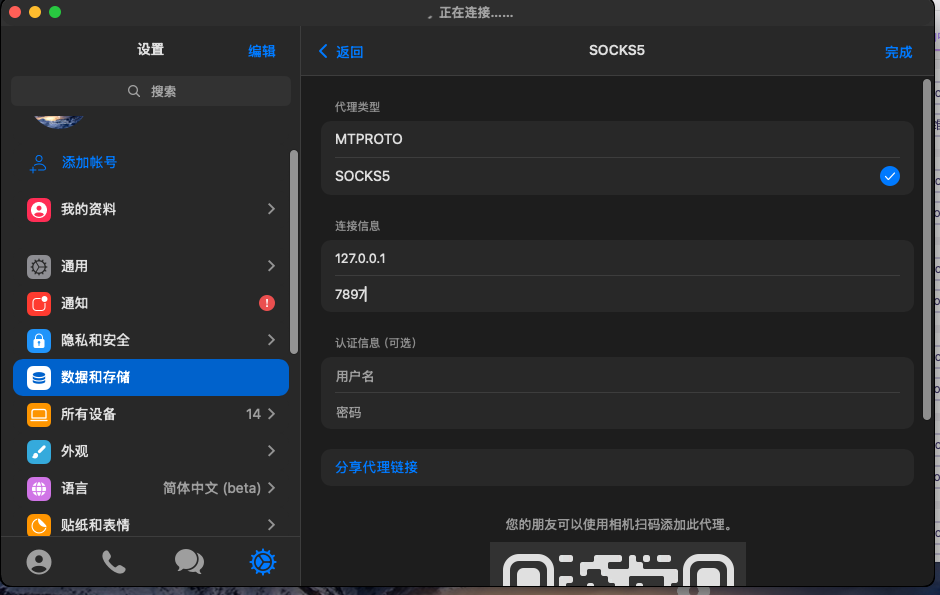 正在连接……
设置
编辑
搜索
添加帐号
我的资料
通用
通知
!
隐私和安全
数据和存储
所有设备 14
外观
语言 简体中文 (beta)
贴纸和表情
返回
SOCKS5
完成
代理类型
MTPROTO
SOCKS5
连接信息
127.0.0.1
7897
认证信息 (可选)
用户名
密码
分享代理链接
您的朋友可以使用相机扫码添加此代理。